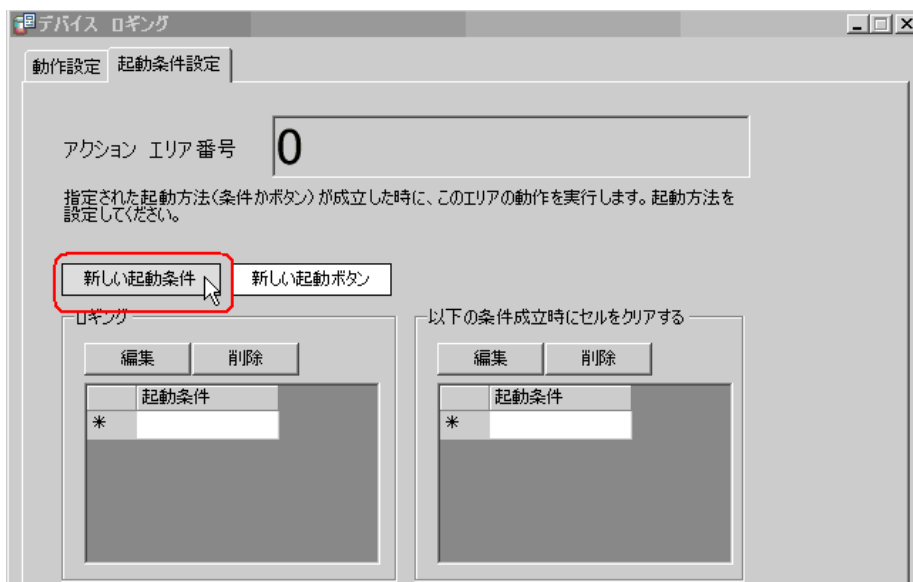 デバイス ロギング
動作設定 起動条件設定
アクション エリア番号 0
指定された起動方法(条件かボタン)が成立した時に、このエリアの動作を実行します。起動方法を
設定してください。
新しい起動条件 新しい起動ボタン
ロギング 以下の条件成立時にセルをクリアする
編集 削除 編集 削除
起動条件 起動条件
* *